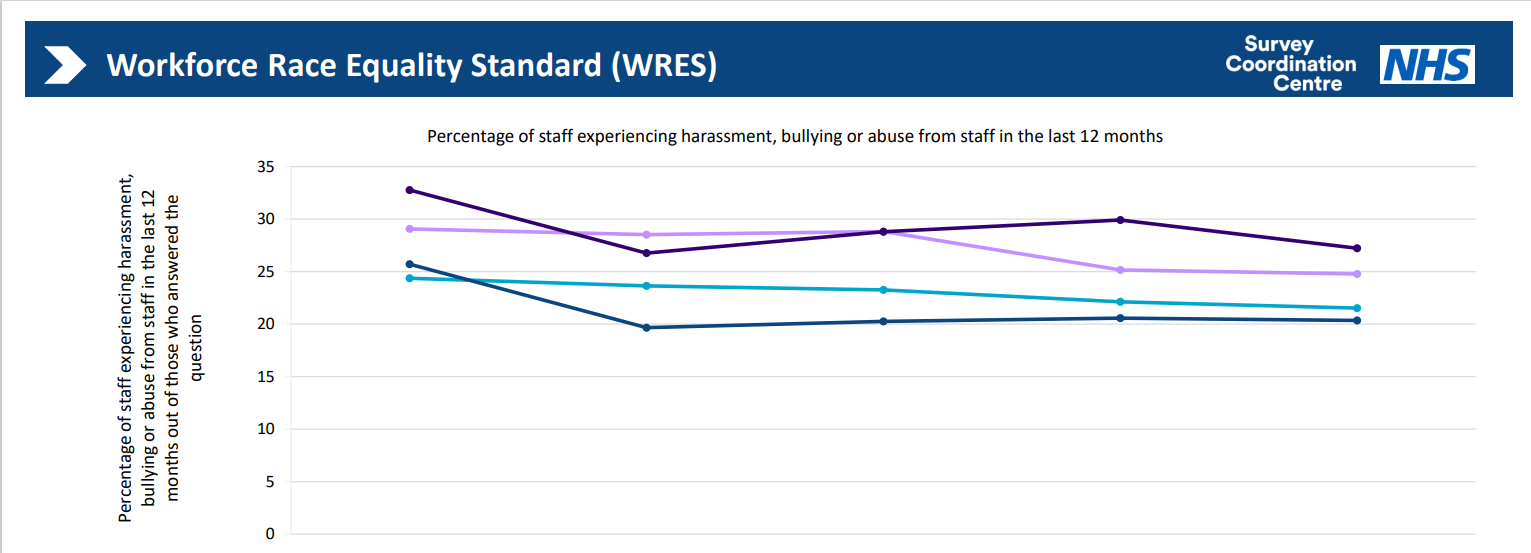 Workforce Race Equality Standard (WRES)
Survey
Coordination
Centre
NHS
Percentage of staff experiencing harassment, bullying or abuse from staff in the last 12 months
Percentage of staff experiencing harassment,
bullying or abuse from staff in the last 12
months out of those who answered the
question
35
30
25
20
15
10
5
0